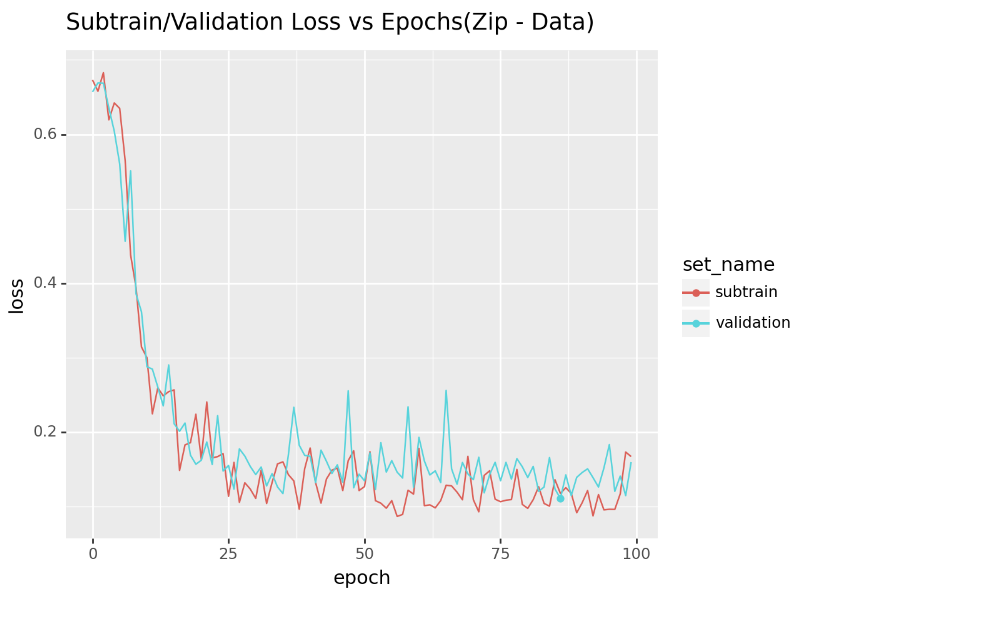 Subtrain/Validation Loss vs Epochs(Zip - Data)
0.6
0.4
0.2
loss
0
25
50
75
100
epoch
set_name
subtrain
validation